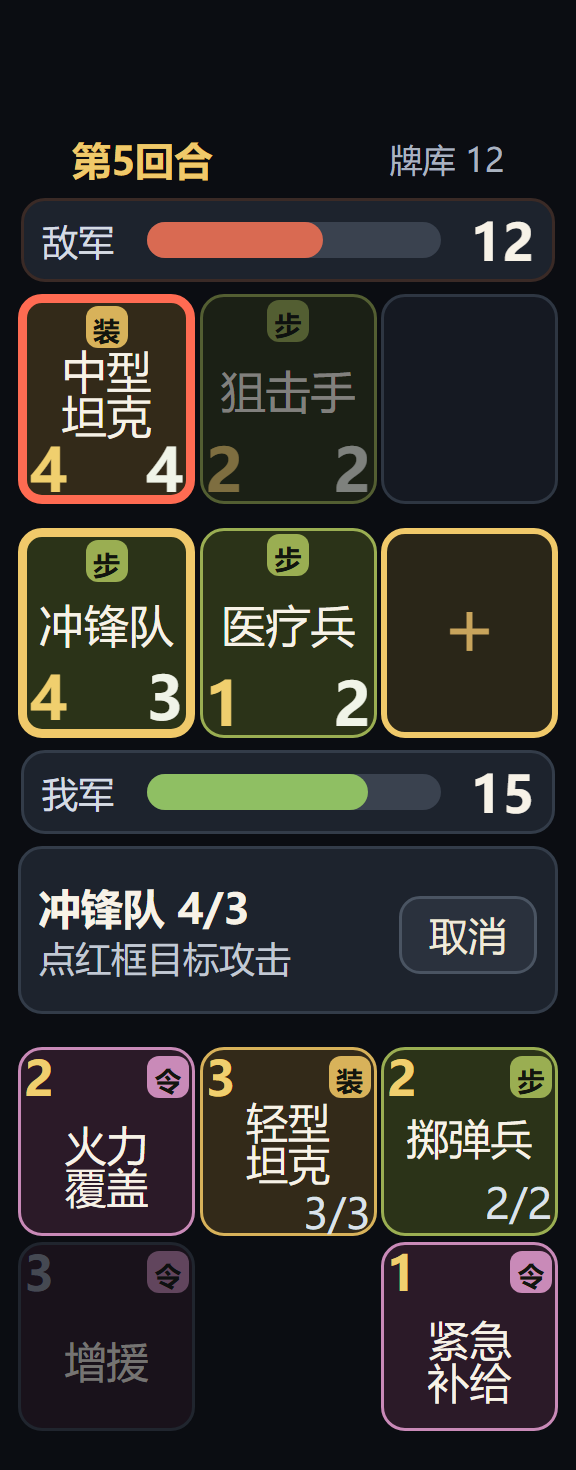 第5回合
牌库 12
敌军
12
装
中型
坦克
4
4
步
狙击手
2
2
步
冲锋队
4
3
步
医疗兵
1
2
+
我军
15
冲锋队 4/3
点红框目标攻击
取消
2
令
火力
覆盖
3
装
轻型
坦克
3/3
2
步
掷弹兵
2/2
3
令
增援
1
令
紧急
补给